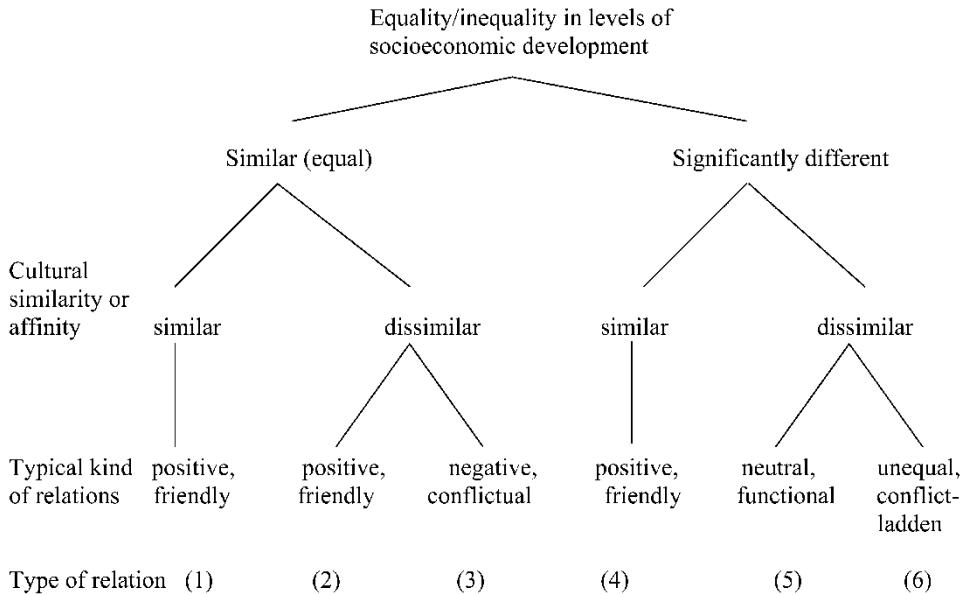 Equality/inequality in levels of
socioeconomic development
Similar (equal)
Significantly different
Cultural
similarity or
affinity
similar
dissimilar
similar
dissimilar
Typical kind
of relations
positive,
friendly
positive,
friendly
negative,
conflictual
positive,
friendly
neutral,
functional
unequal,
conflict-
ladden
Type of relation (1) (2) (3) (4) (5) (6)